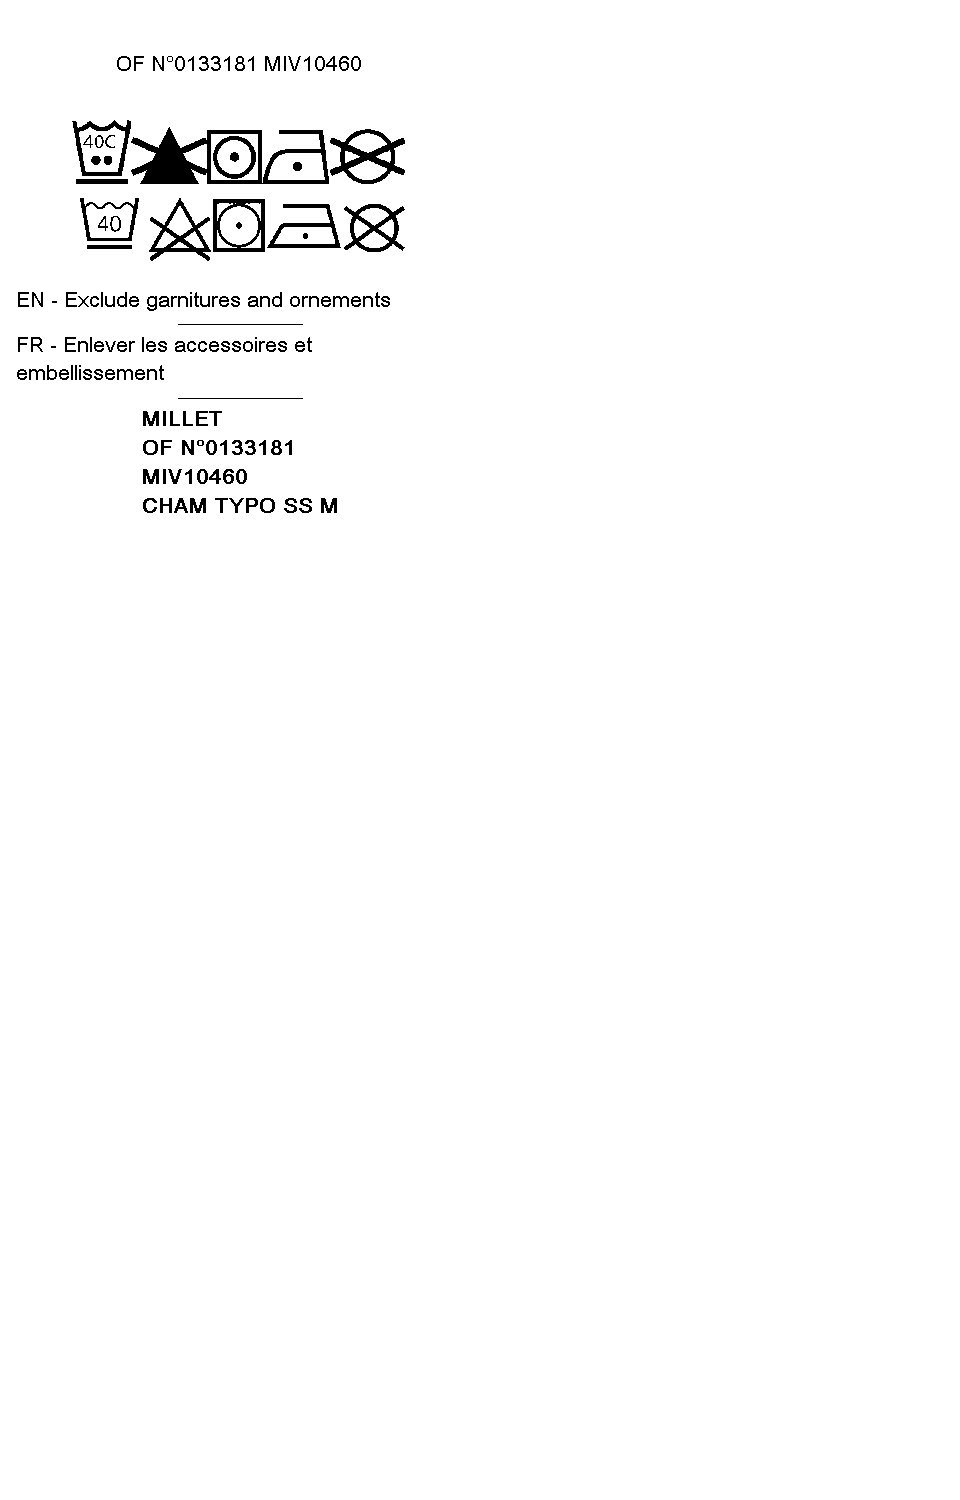 OF N°0133181 MIV10460
40C
40
EN - Exclude garnitures and ornements
FR - Enlever les accessoires et
embellissement
MILLET
OF N°0133181
MIV10460
CHAM TYPO SS M